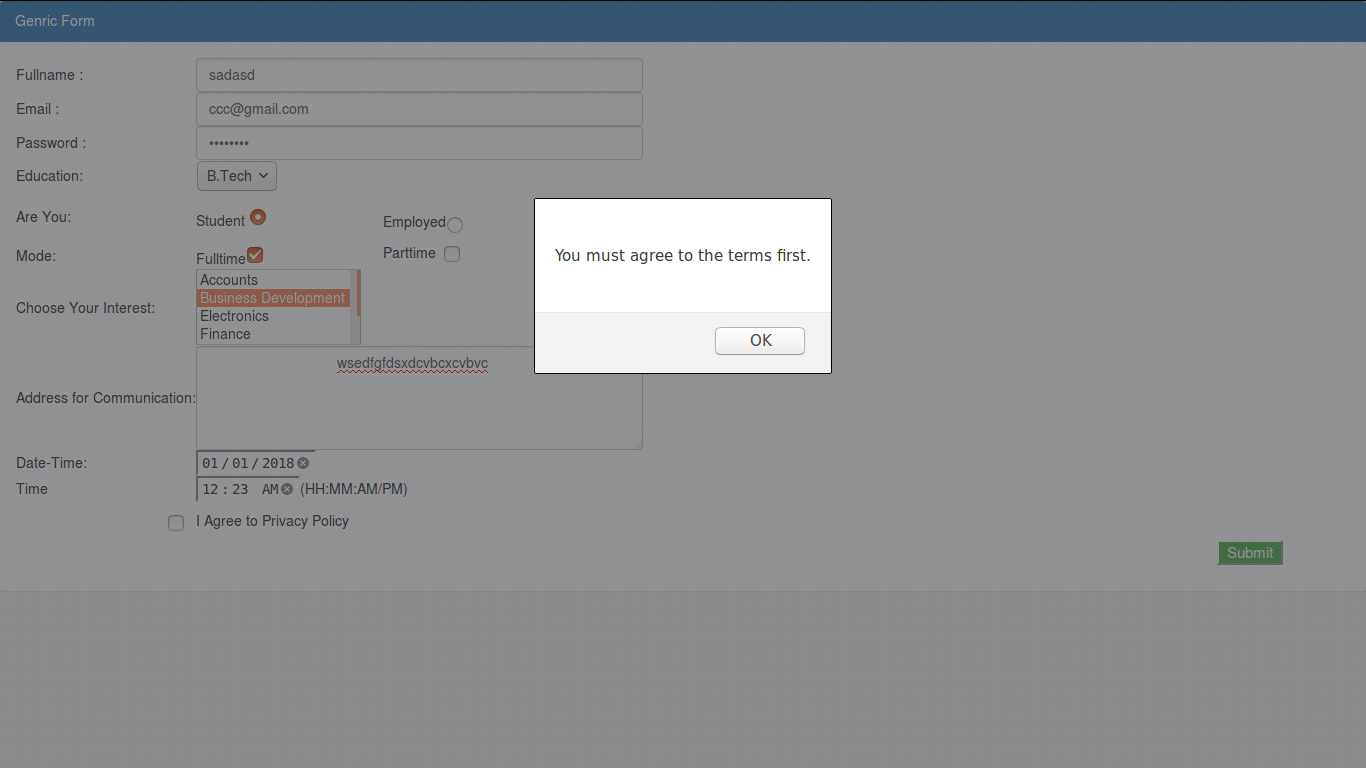 Genric Form
Fullname : sadasd
Email : ccc@gmail.com
Password : ••••••••
Education: B.Tech
Are You: Student Employed
Mode: Fulltime Parttime
Choose Your Interest:
Accounts
Business Development
Electronics
Finance
You must agree to the terms first.
OK
Address for Communication: wsedfgfdsxdcvbcxcvbvc
Date-Time: 01/01/2018
Time 12:23 AM (HH:MM:AM/PM)
I Agree to Privacy Policy
Submit